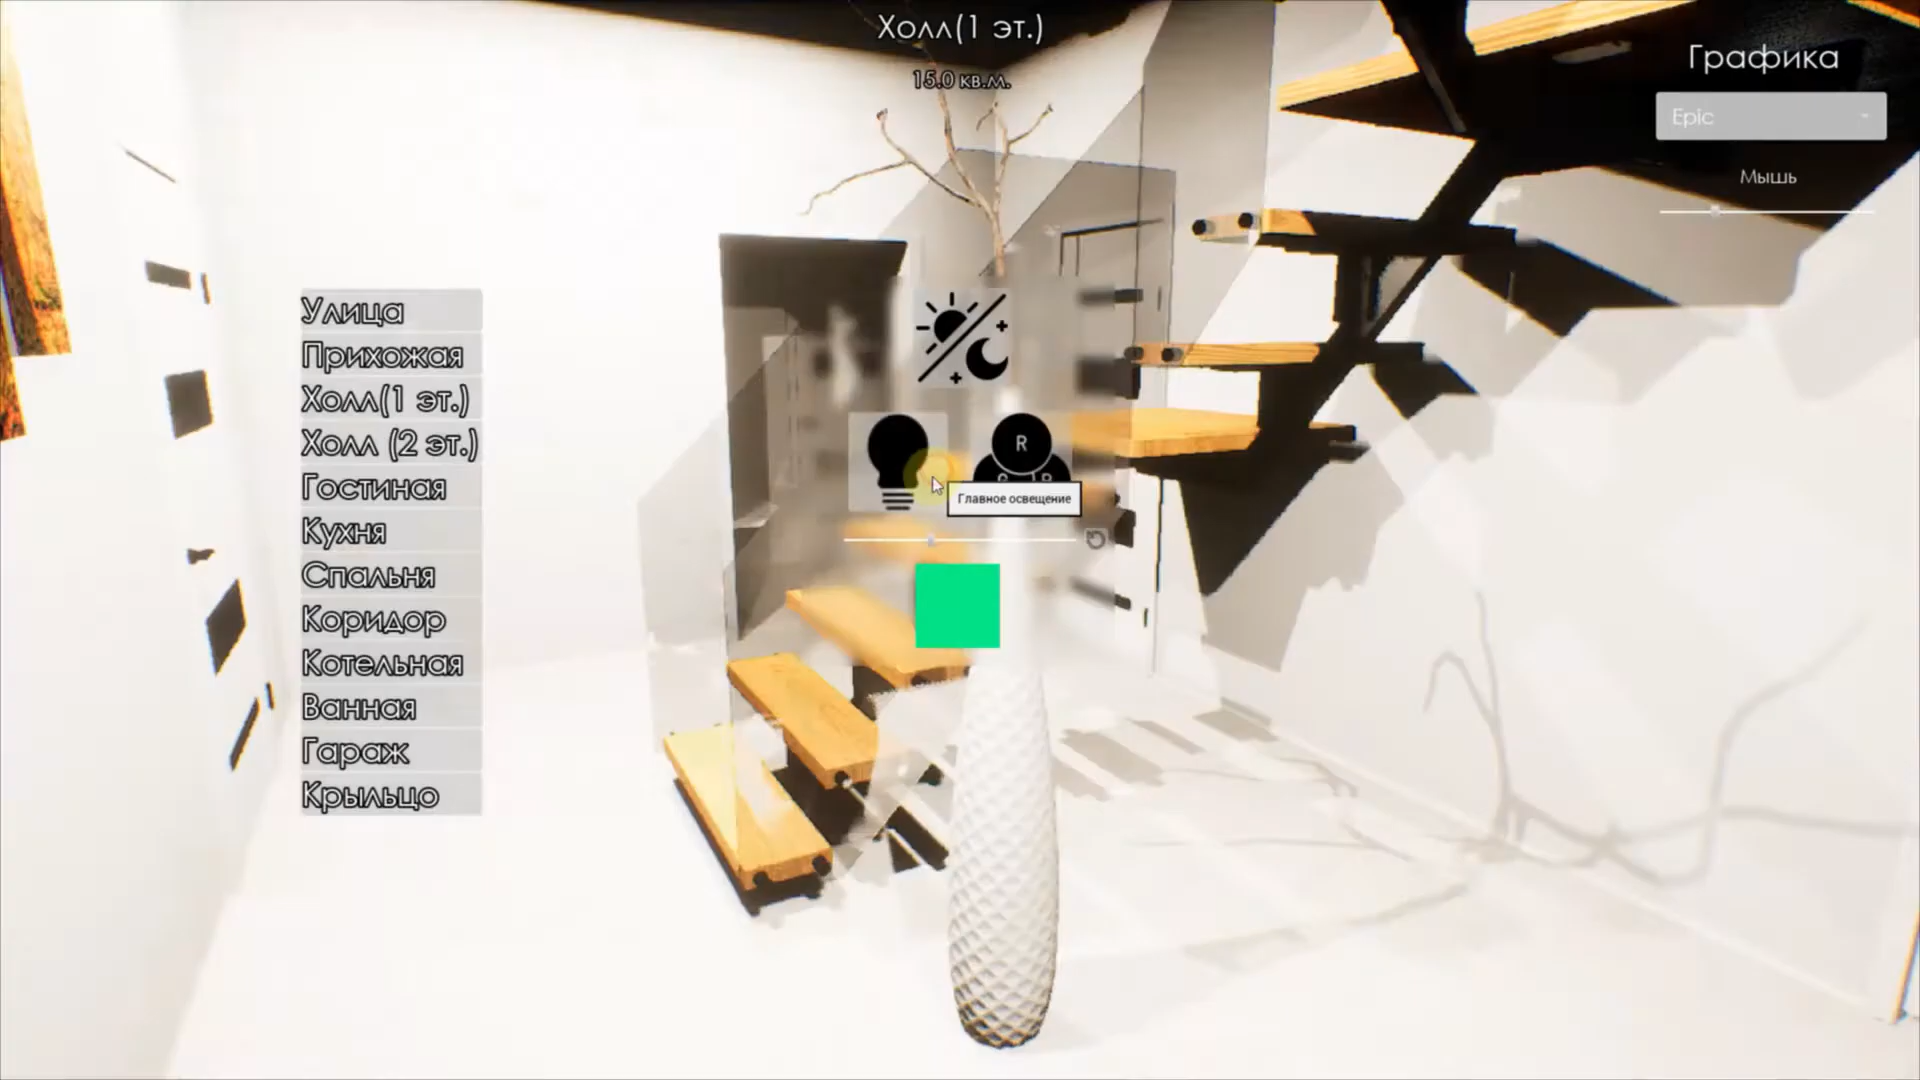 Холл(1 эт.)
15.0 кв.м.
Графика
Epic
Мышь
Улица
Прихожая
Холл(1 эт.)
Холл (2 эт.)
Гостиная
Кухня
Спальня
Коридор
Котельная
Ванная
Гараж
Крыльцо
R
G B
Главное освещение